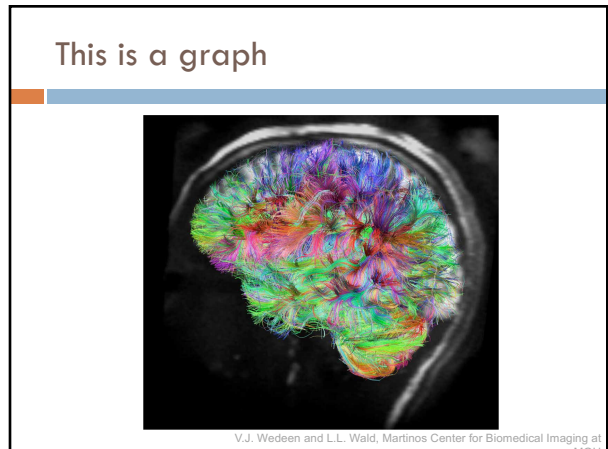 This is a graph
V.J. Wedeen and L.L. Wald, Martinos Center for Biomedical Imaging at